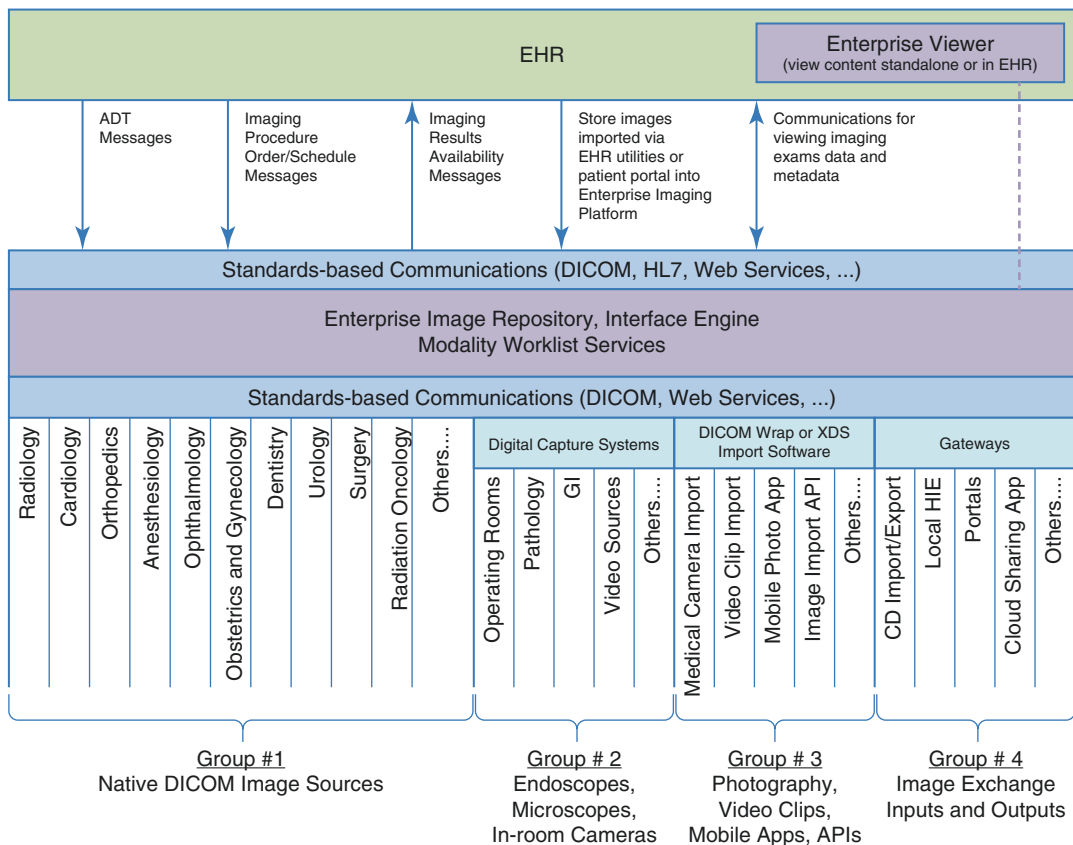 EHR
Enterprise Viewer
(view content standalone or in EHR)
ADT
Messages
Imaging
Procedure
Order/Schedule
Messages
Imaging
Results
Availability
Messages
Store images
imported via
EHR utilities or
patient portal into
Enterprise Imaging
Platform
Communications for
viewing imaging
exams data and
metadata
Standards-based Communications (DICOM, HL7, Web Services, ...)
Enterprise Image Repository, Interface Engine
Modality Worklist Services
Standards-based Communications (DICOM, Web Services, ...)
Radiology
Cardiology
Orthopedics
Anesthesiology
Ophthalmology
Obstetrics and Gynecology
Dentistry
Urology
Surgery
Radiation Oncology
Others....
Digital Capture Systems
Operating Rooms
Pathology
GI
Video Sources
Others....
DICOM Wrap or XDS
Import Software
Medical Camera Import
Video Clip Import
Mobile Photo App
Image Import API
Others....
Gateways
CD Import/Export
Local HIE
Portals
Cloud Sharing App
Others....
Group #1
Native DICOM Image Sources
Group # 2
Endoscopes,
Microscopes,
In-room Cameras
Group # 3
Photography,
Video Clips,
Mobile Apps, APIs
Group # 4
Image Exchange
Inputs and Outputs